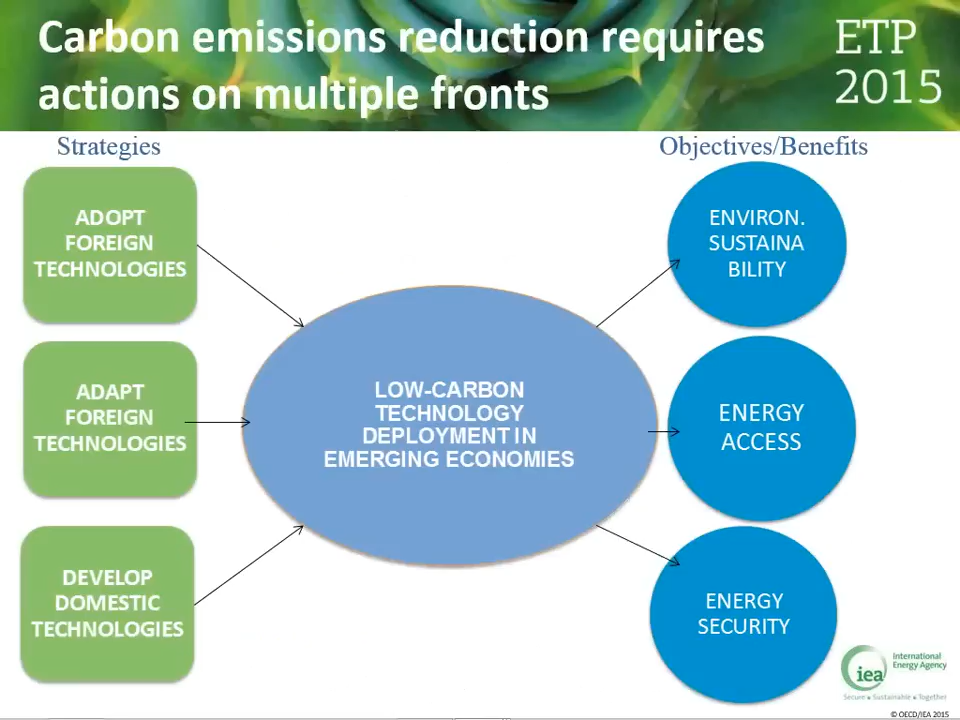 Carbon emissions reduction requires
actions on multiple fronts
ETP
2015
Strategies
Objectives/Benefits
ADOPT
FOREIGN
TECHNOLOGIES
ADAPT
FOREIGN
TECHNOLOGIES
DEVELOP
DOMESTIC
TECHNOLOGIES
LOW-CARBON
TECHNOLOGY
DEPLOYMENT IN
EMERGING ECONOMIES
ENVIRON.
SUSTAINA
BILITY
ENERGY
ACCESS
ENERGY
SECURITY
iea
International
Energy Agency
Secure • Sustainable • Together
© OECD/IEA 2015